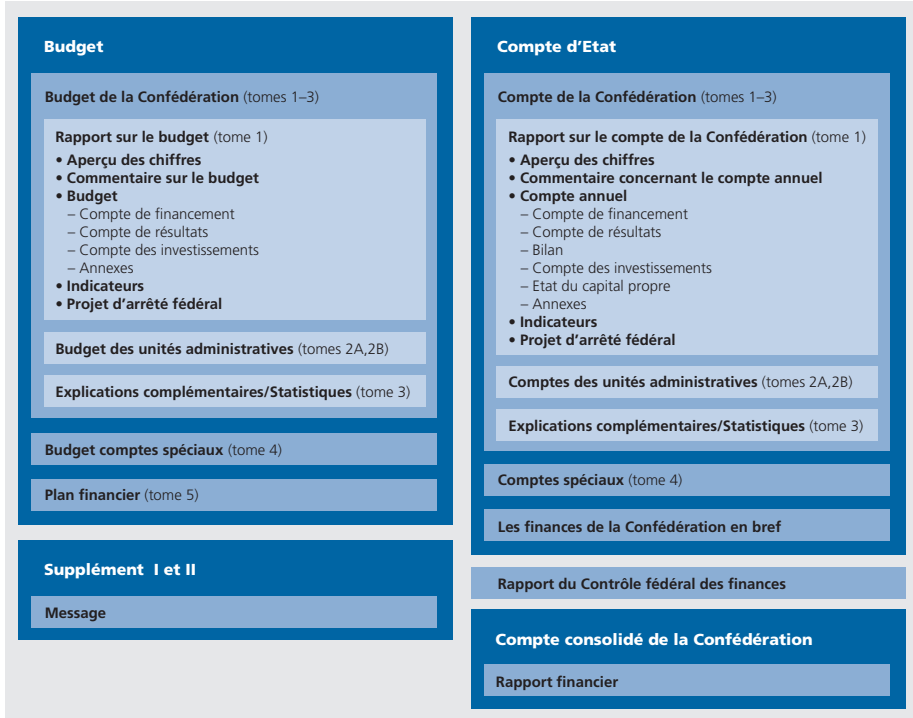 Budget
Budget de la Confédération (tomes 1–3)
Rapport sur le budget (tome 1)
• Aperçu des chiffres
• Commentaire sur le budget
• Budget
– Compte de financement
– Compte de résultats
– Compte des investissements
– Annexes
• Indicateurs
• Projet d'arrêté fédéral
Budget des unités administratives (tomes 2A,2B)
Explications complémentaires/Statistiques (tome 3)
Budget comptes spéciaux (tome 4)
Plan financier (tome 5)
Supplément I et II
Message
Compte d'Etat
Compte de la Confédération (tomes 1–3)
Rapport sur le compte de la Confédération (tome 1)
• Aperçu des chiffres
• Commentaire concernant le compte annuel
• Compte annuel
– Compte de financement
– Compte de résultats
– Bilan
– Compte des investissements
– Etat du capital propre
– Annexes
• Indicateurs
• Projet d'arrêté fédéral
Comptes des unités administratives (tomes 2A,2B)
Explications complémentaires/Statistiques (tome 3)
Comptes spéciaux (tome 4)
Les finances de la Confédération en bref
Rapport du Contrôle fédéral des finances
Compte consolidé de la Confédération
Rapport financier